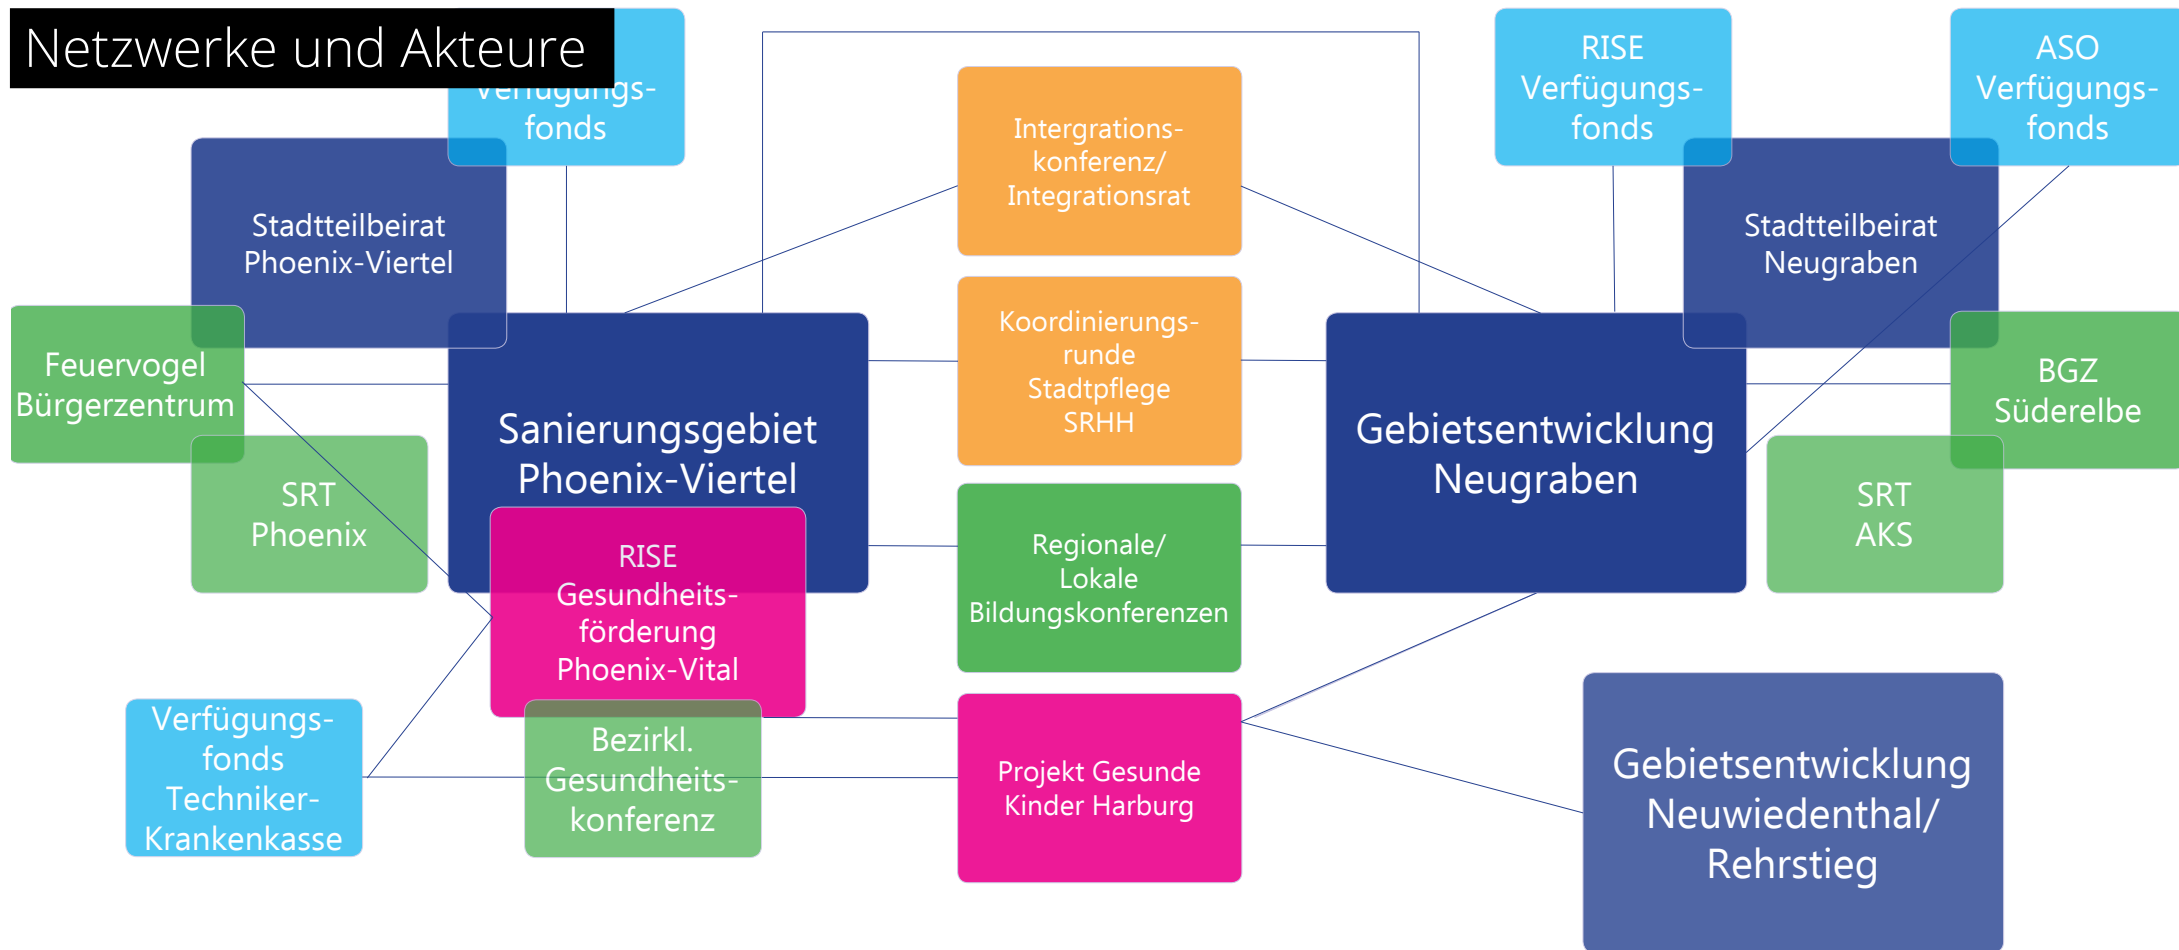 Netzwerke und Akteure
Verfügungs-
fonds
RISE
Verfügungs-
fonds
ASO
Verfügungs-
fonds
Intergrations-
konferenz/
Integrationsrat
Stadtteilbeirat
Phoenix-Viertel
Stadtteilbeirat
Neugraben
Feuervogel
Bürgerzentrum
Koordinierungs-
runde
Stadtpflege
SRHH
BGZ
Süderelbe
Sanierungsgebiet
Phoenix-Viertel
Gebietsentwicklung
Neugraben
SRT
Phoenix
SRT
AKS
RISE
Gesundheits-
förderung
Phoenix-Vital
Regionale/
Lokale
Bildungskonferenzen
Verfügungs-
fonds
Techniker-
Krankenkasse
Bezirkl.
Gesundheits-
konferenz
Projekt Gesunde
Kinder Harburg
Gebietsentwicklung
Neuwiedenthal/
Rehrstieg